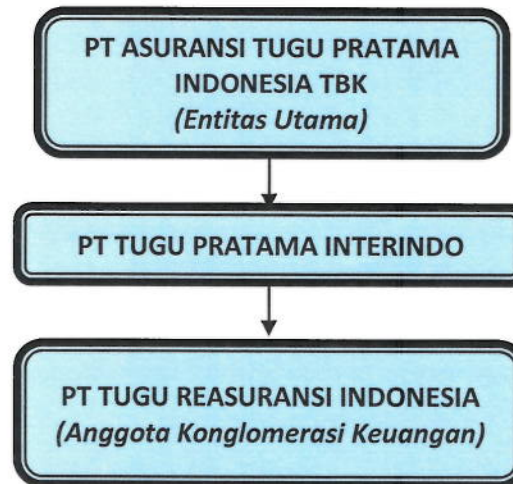 PT ASURANSI TUGU PRATAMA
INDONESIA TBK
(Entitas Utama)
PT TUGU PRATAMA INTERINDO
PT TUGU REASURANSI INDONESIA
(Anggota Konglomerasi Keuangan)